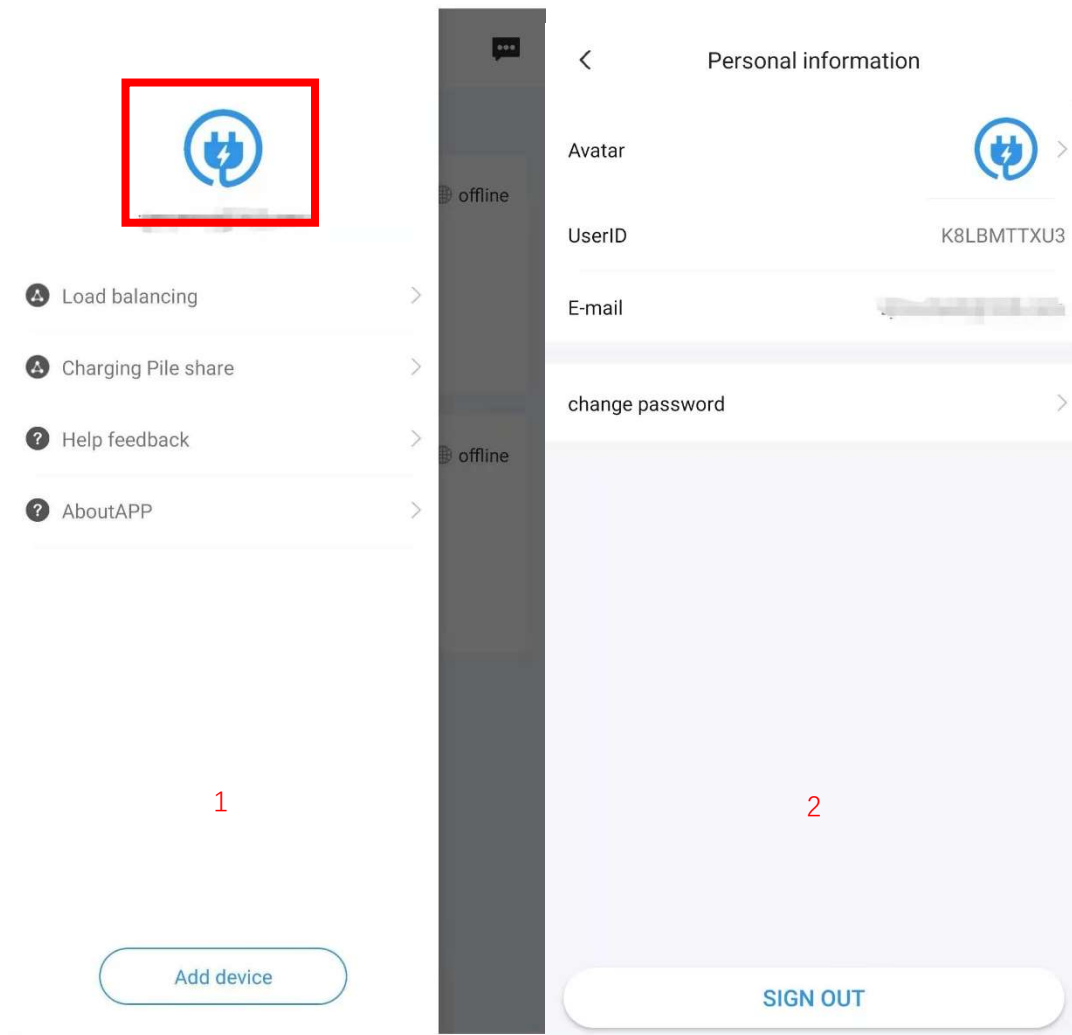 offline
Load balancing
Charging Pile share
Help feedback
offline
AboutAPP
1
Add device
Personal information
Avatar
UserID K8LBMTTXU3
E-mail
change password
2
SIGN OUT